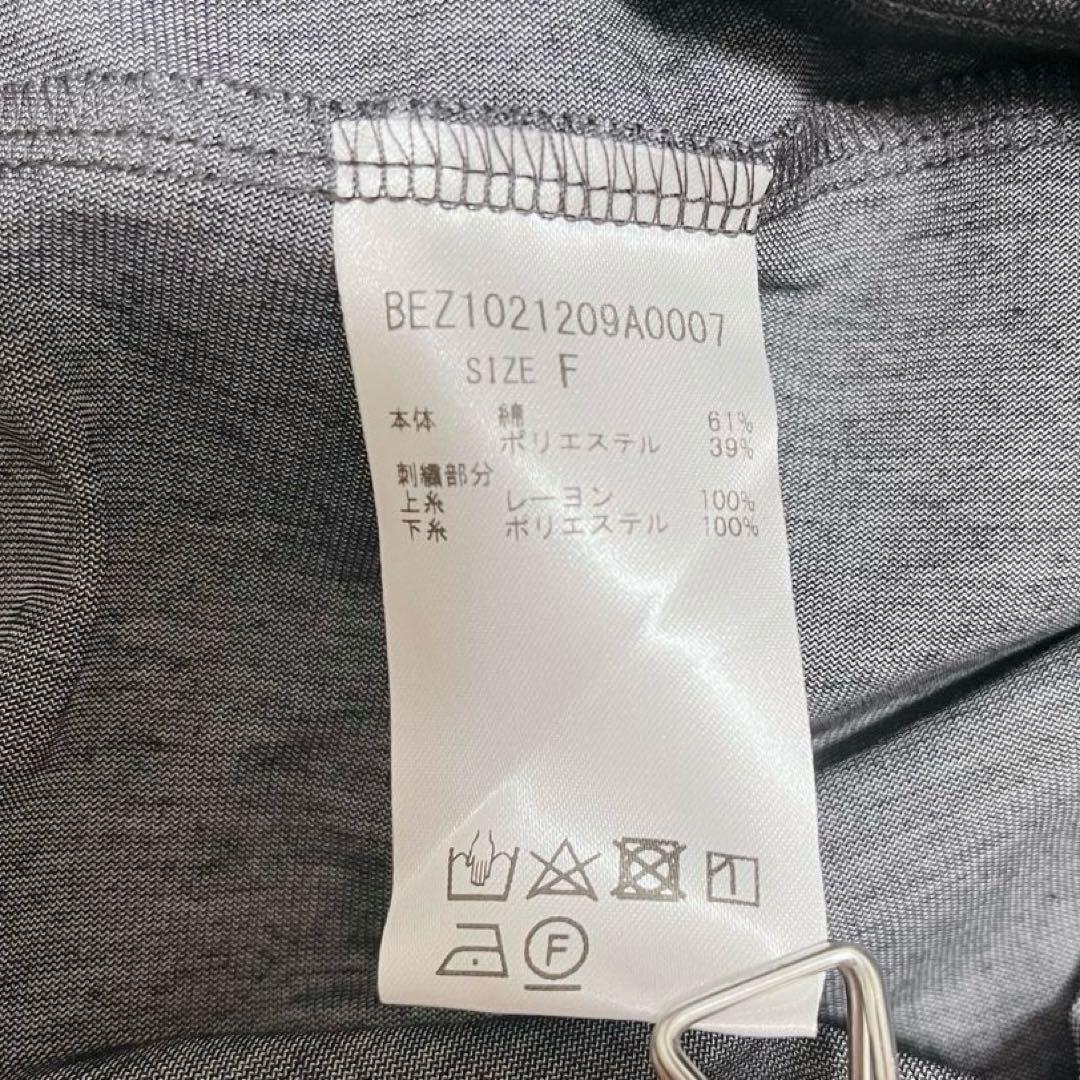 BEZ1021209A0007
SIZE F
本体 綿 61%
ポリエステル 39%
刺繍部分
上糸 レーヨン 100%
下糸 ポリエステル 100%
F